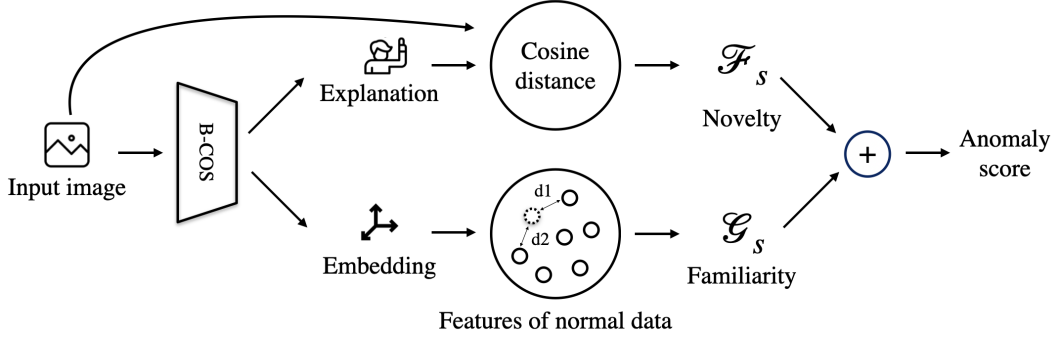 Input image
B-COS
Explanation
Cosine
distance
ℱs
Novelty
+
Anomaly
score
Embedding
d1
d2
Features of normal data
𝒢s
Familiarity